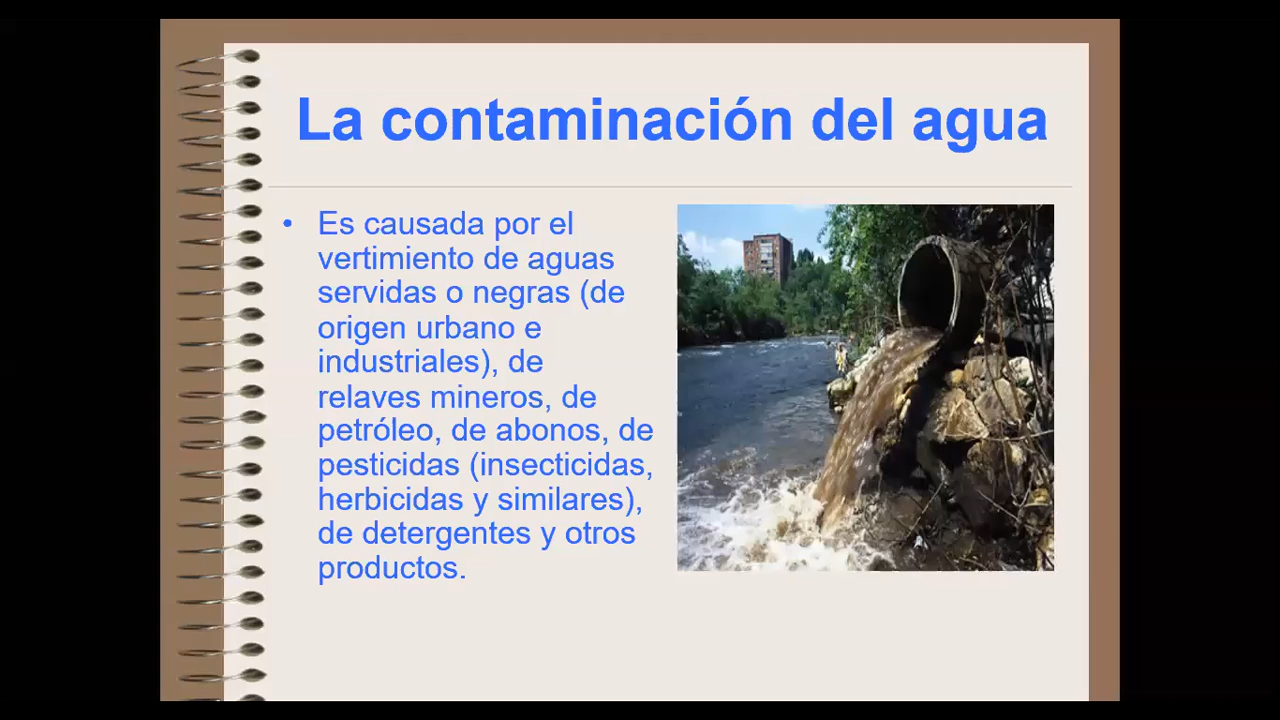 La contaminación del agua
• Es causada por el
vertimiento de aguas
servidas o negras (de
origen urbano e
industriales), de
relaves mineros, de
petróleo, de abonos, de
pesticidas (insecticidas,
herbicidas y similares),
de detergentes y otros
productos.